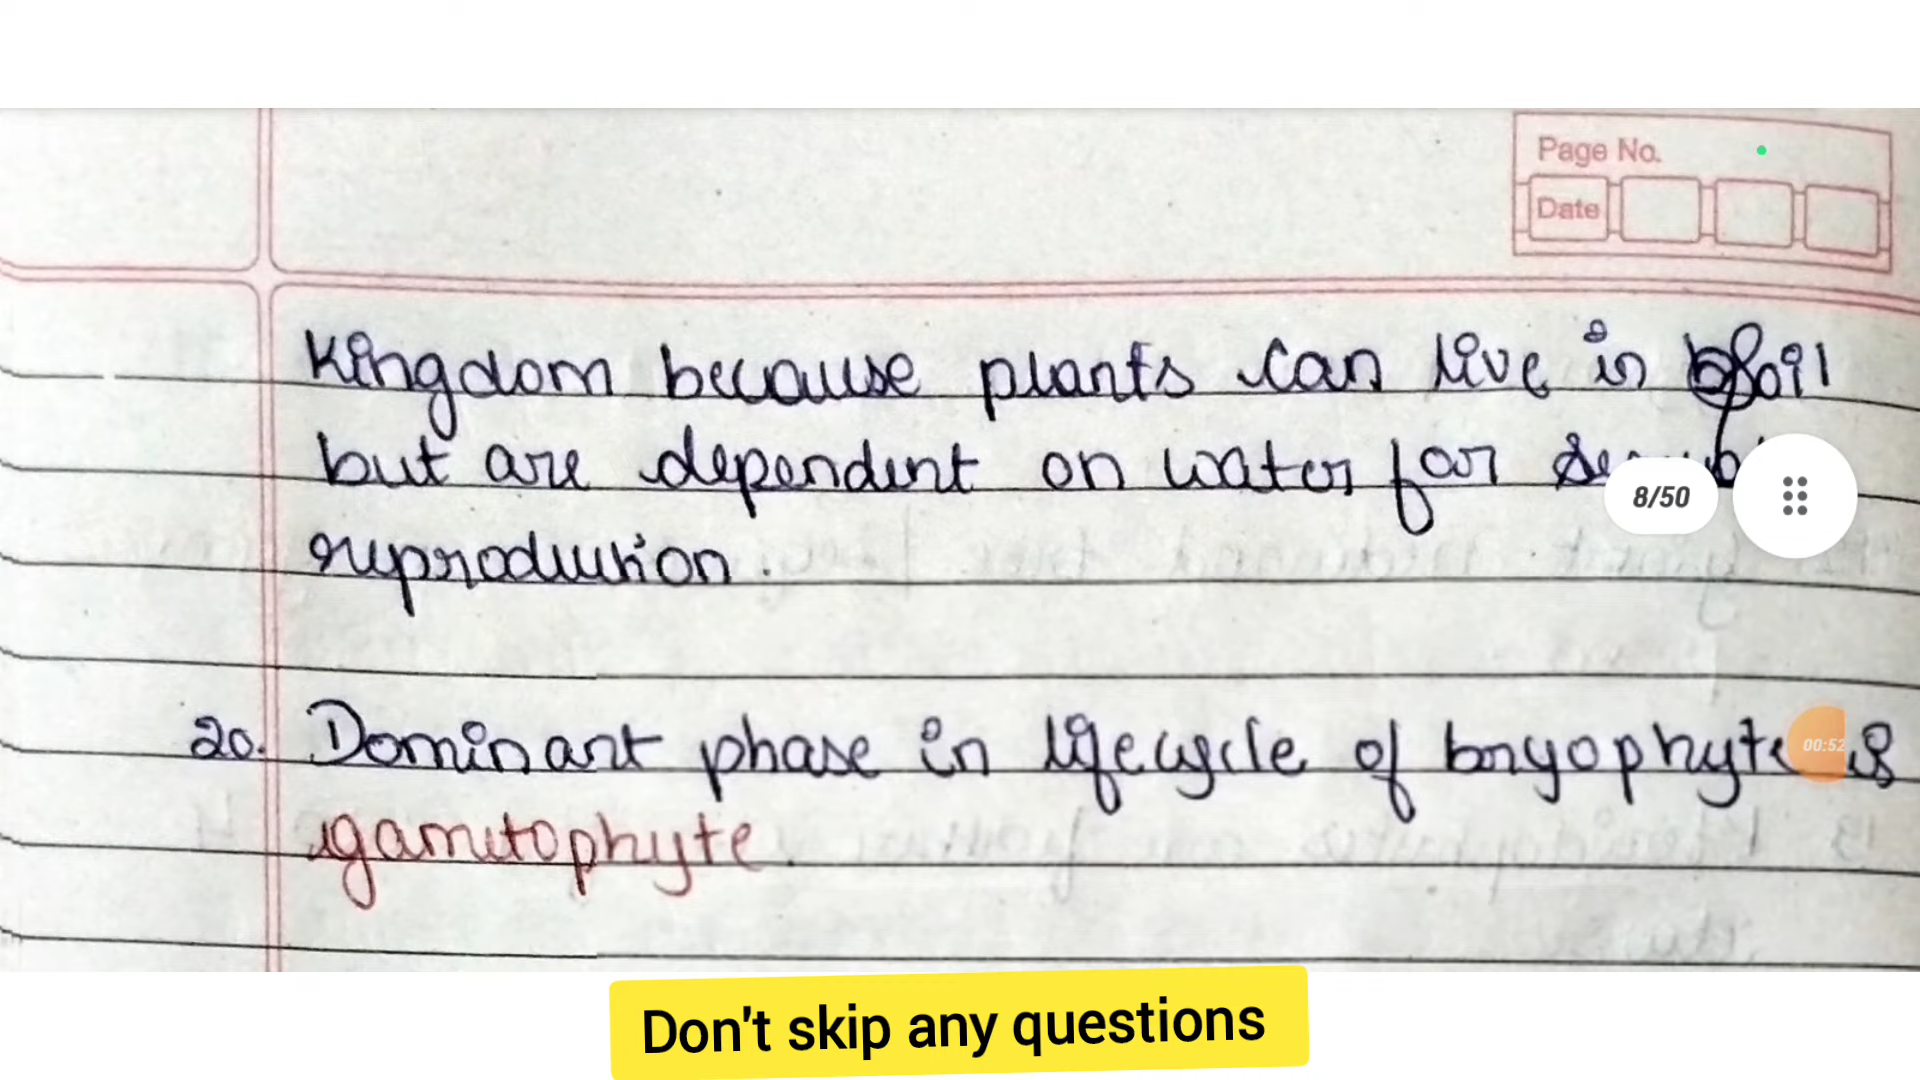 Page No.
Date
Kingdom because plants can live in soil
but are dependent on water for
8/50
reproduction.
20. Dominant phase in lifecycle of bryophyte is
00:52
gametophyte.
Don't skip any questions